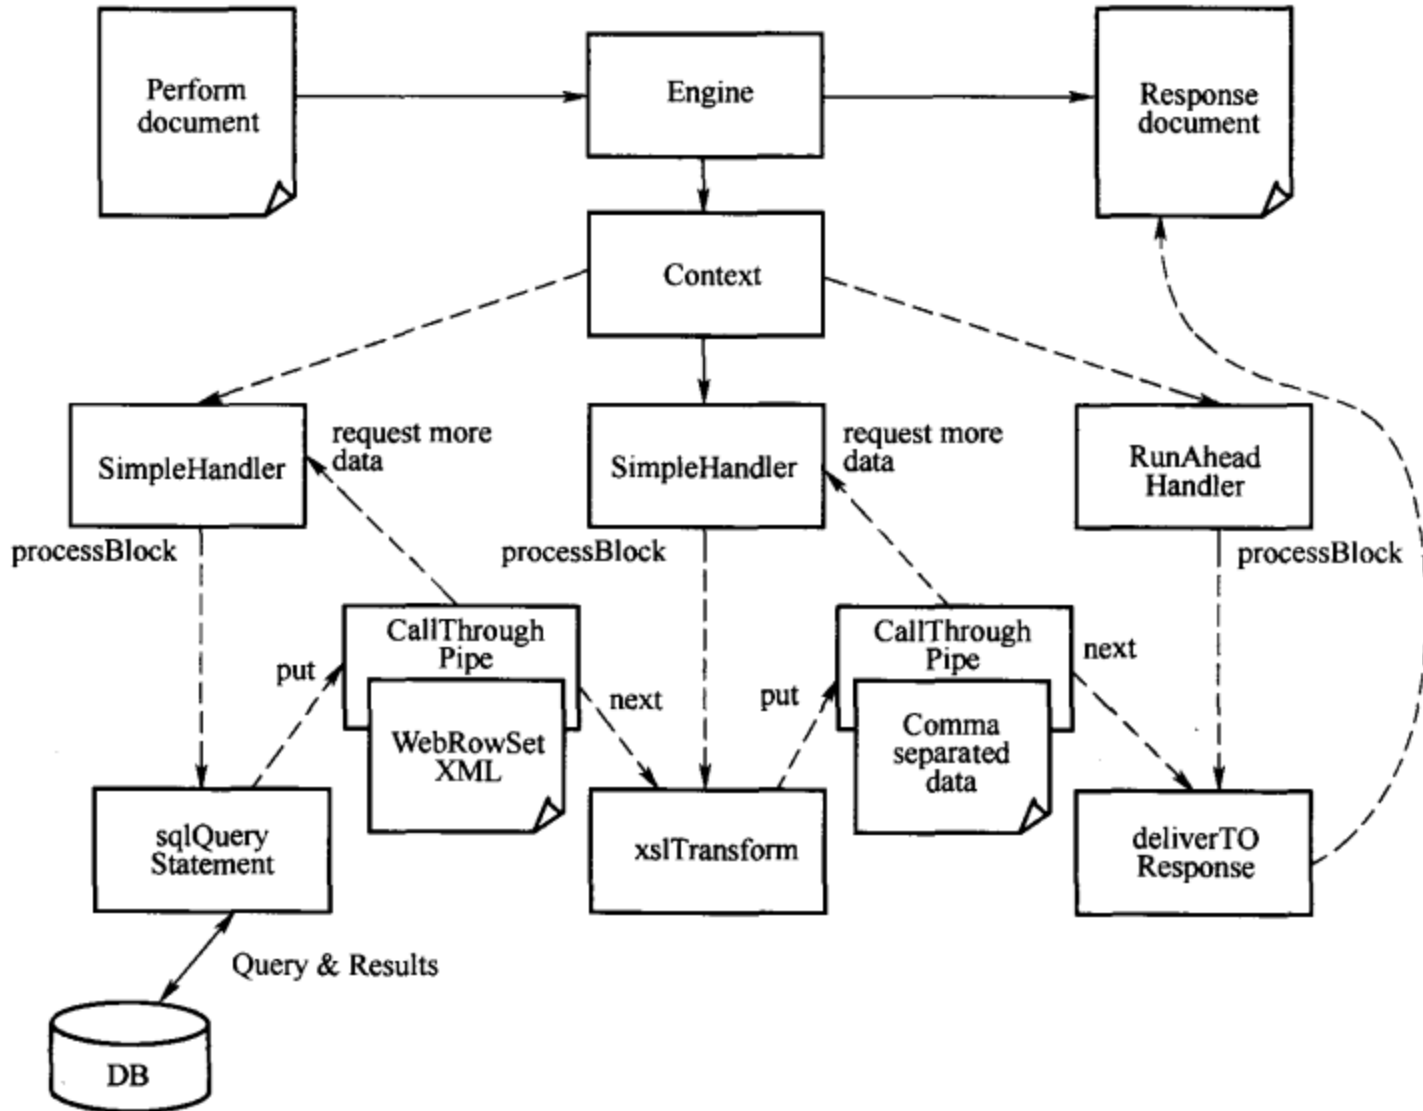 Perform
document
Engine
Response
document
Context
SimpleHandler
request more
data
SimpleHandler
request more
data
RunAhead
Handler
processBlock
processBlock
processBlock
CallThrough
Pipe
put
next
WebRowSet
XML
CallThrough
Pipe
put
next
Comma
separated
data
sqlQuery
Statement
xslTransform
deliverTO
Response
Query & Results
DB